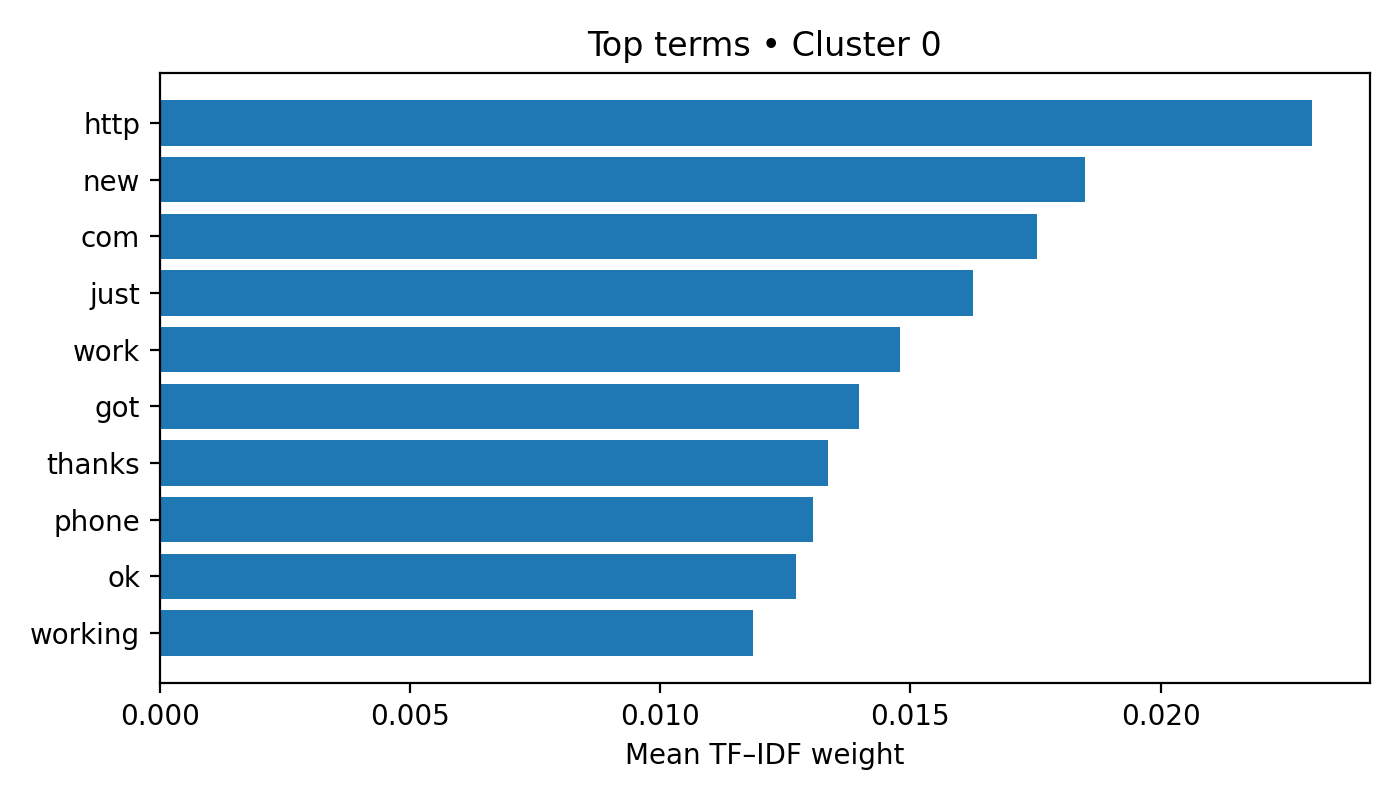 Top terms • Cluster 0
http
new
com
just
work
got
thanks
phone
ok
working
0.000 0.005 0.010 0.015 0.020
Mean TF–IDF weight